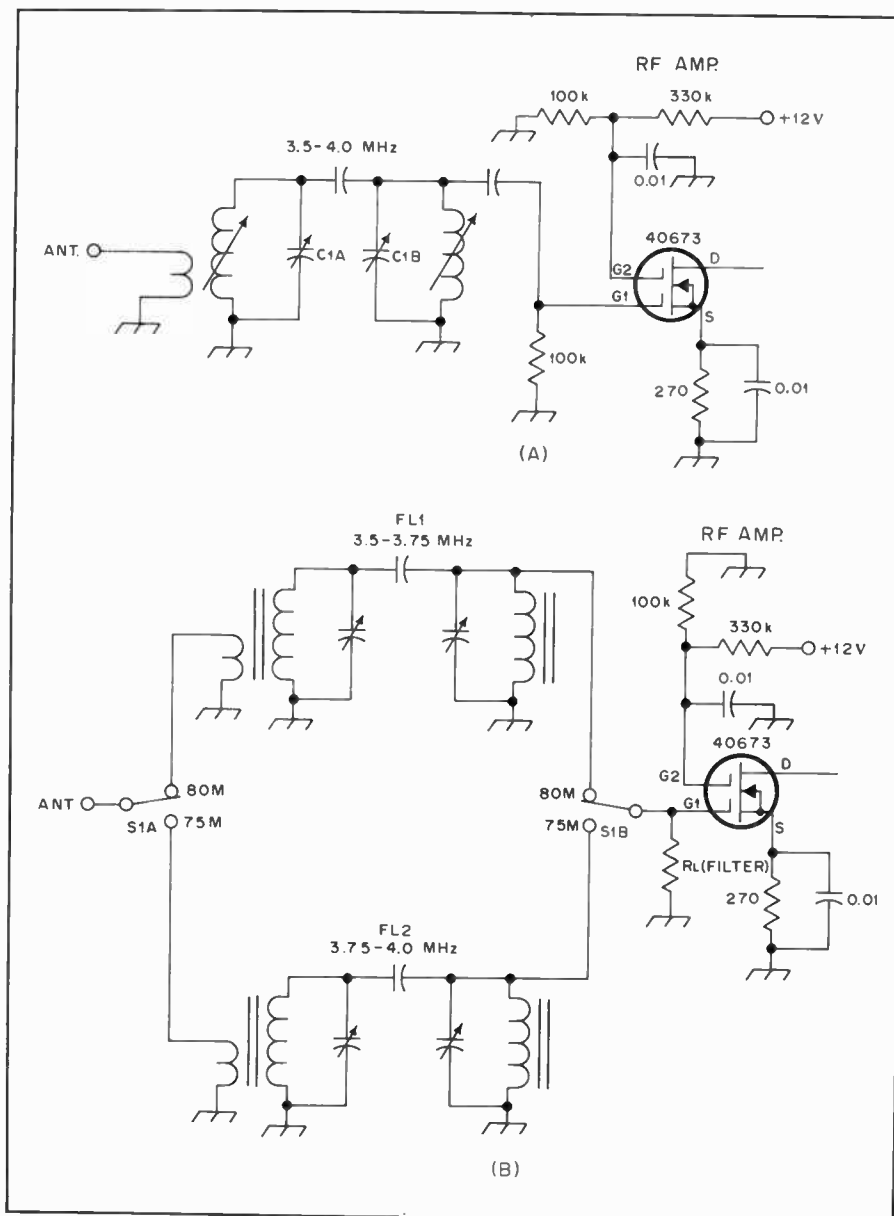 RF AMP.
100k
330k
+12V
3.5-4.0 MHz
0.01
40673
ANT.
C1A
C1B
G2
D
G1
S
100k
270
0.01
(A)
FL1
3.5-3.75 MHz
RF AMP.
100k
330k
+12V
0.01
40673
G2
D
80M
80M
G1
ANT
S1A
75M
75M
S1B
S
RL(FILTER)
270
0.01
FL2
3.75-4.0 MHz
(B)